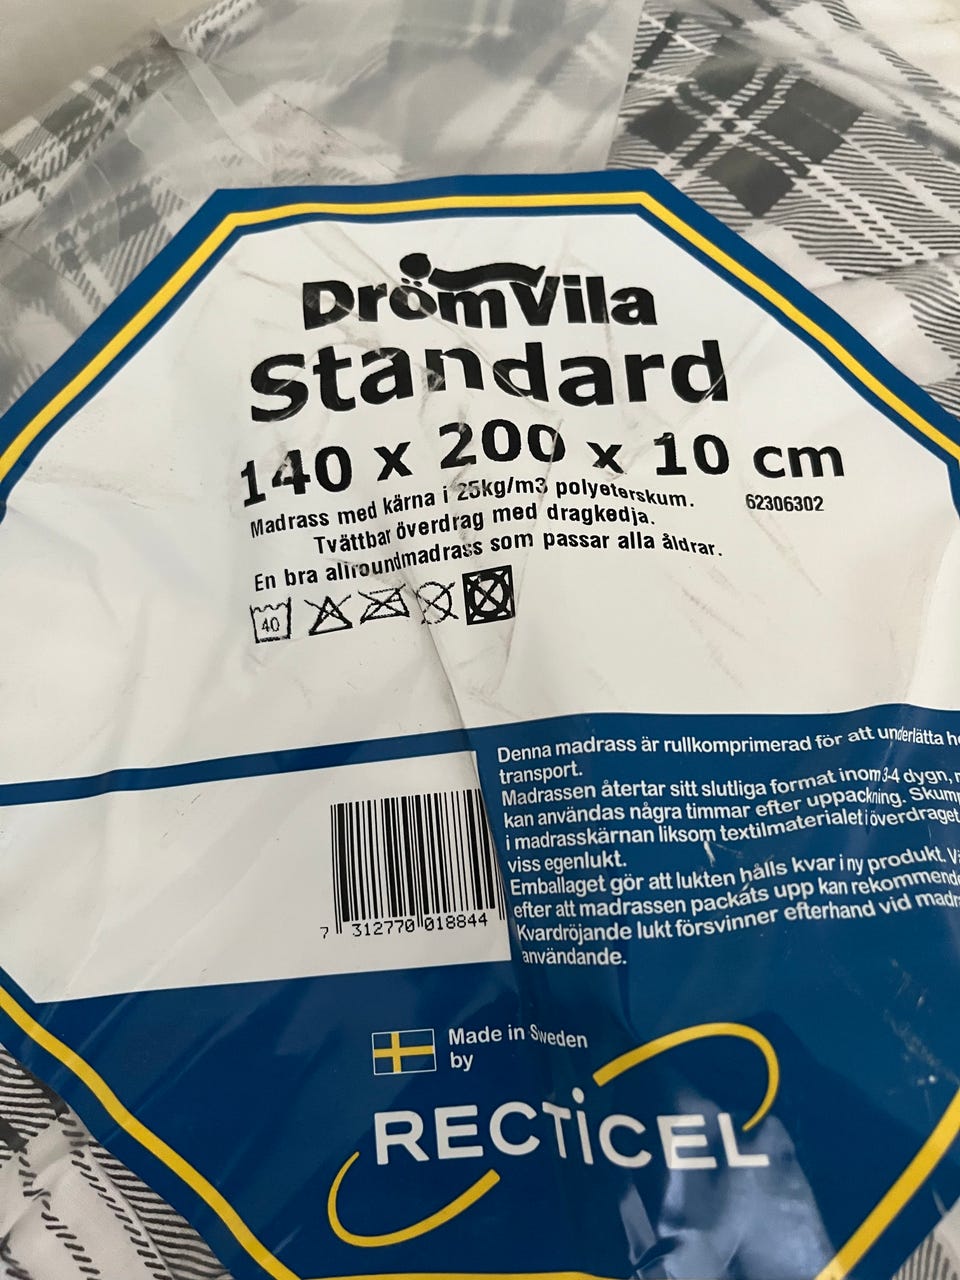 DrömVila
Standard
140 x 200 x 10 cm
Madrass med kärna i 25kg/m3 polyeterskum.
62306302
Tvättbar överdrag med dragkedja.
En bra allroundmadrass som passar alla åldrar.
40
Denna madrass är rullkomprimerad för att underlätta
transport.
Madrassen återtar sitt slutliga format inom 3-4 dygn,
kan användas några timmar efter uppackning.
i madrasskärnan liksom textilmaterialet i överdraget
viss egenlukt.
Emballaget gör att lukten hålls kvar i ny produkt.
efter att madrassen packats upp kan
Kvardröjande lukt försvinner efterhand vid
användande.
7 312770 018844
Made in Sweden
by
RECTICEL